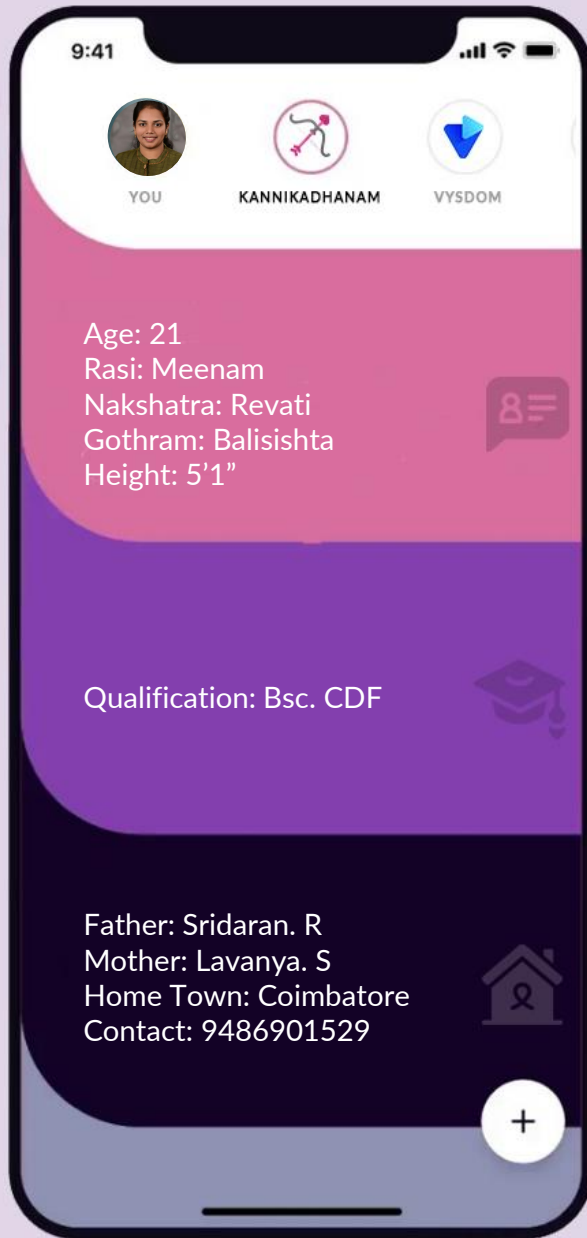 9:41
YOU
KANNIKADHANAM
VYSDOM
Age: 21
Rasi: Meenam
Nakshatra: Revati
Gothram: Balisishta
Height: 5’1”
Qualification: Bsc. CDF
Father: Sridaran. R
Mother: Lavanya. S
Home Town: Coimbatore
Contact: 9486901529